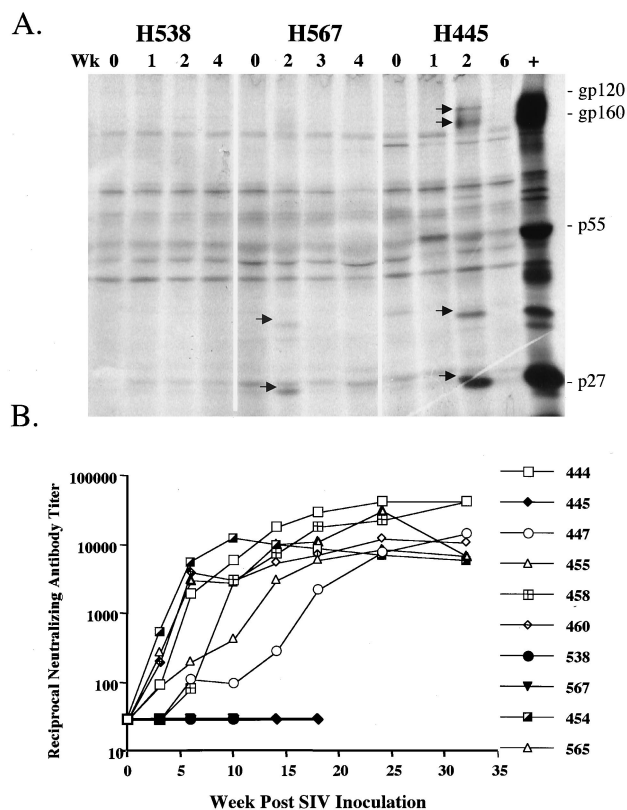 A.
H538 H567 H445
Wk 0 1 2 4 0 2 3 4 0 1 2 6 +
- gp120
- gp160
- p55
- p27
B.
Reciprocal Neutralizing Antibody Titer
100000
10000
1000
100
10
0 5 10 15 20 25 30 35
Week Post SIV Inoculation
444
445
447
455
458
460
538
567
454
565